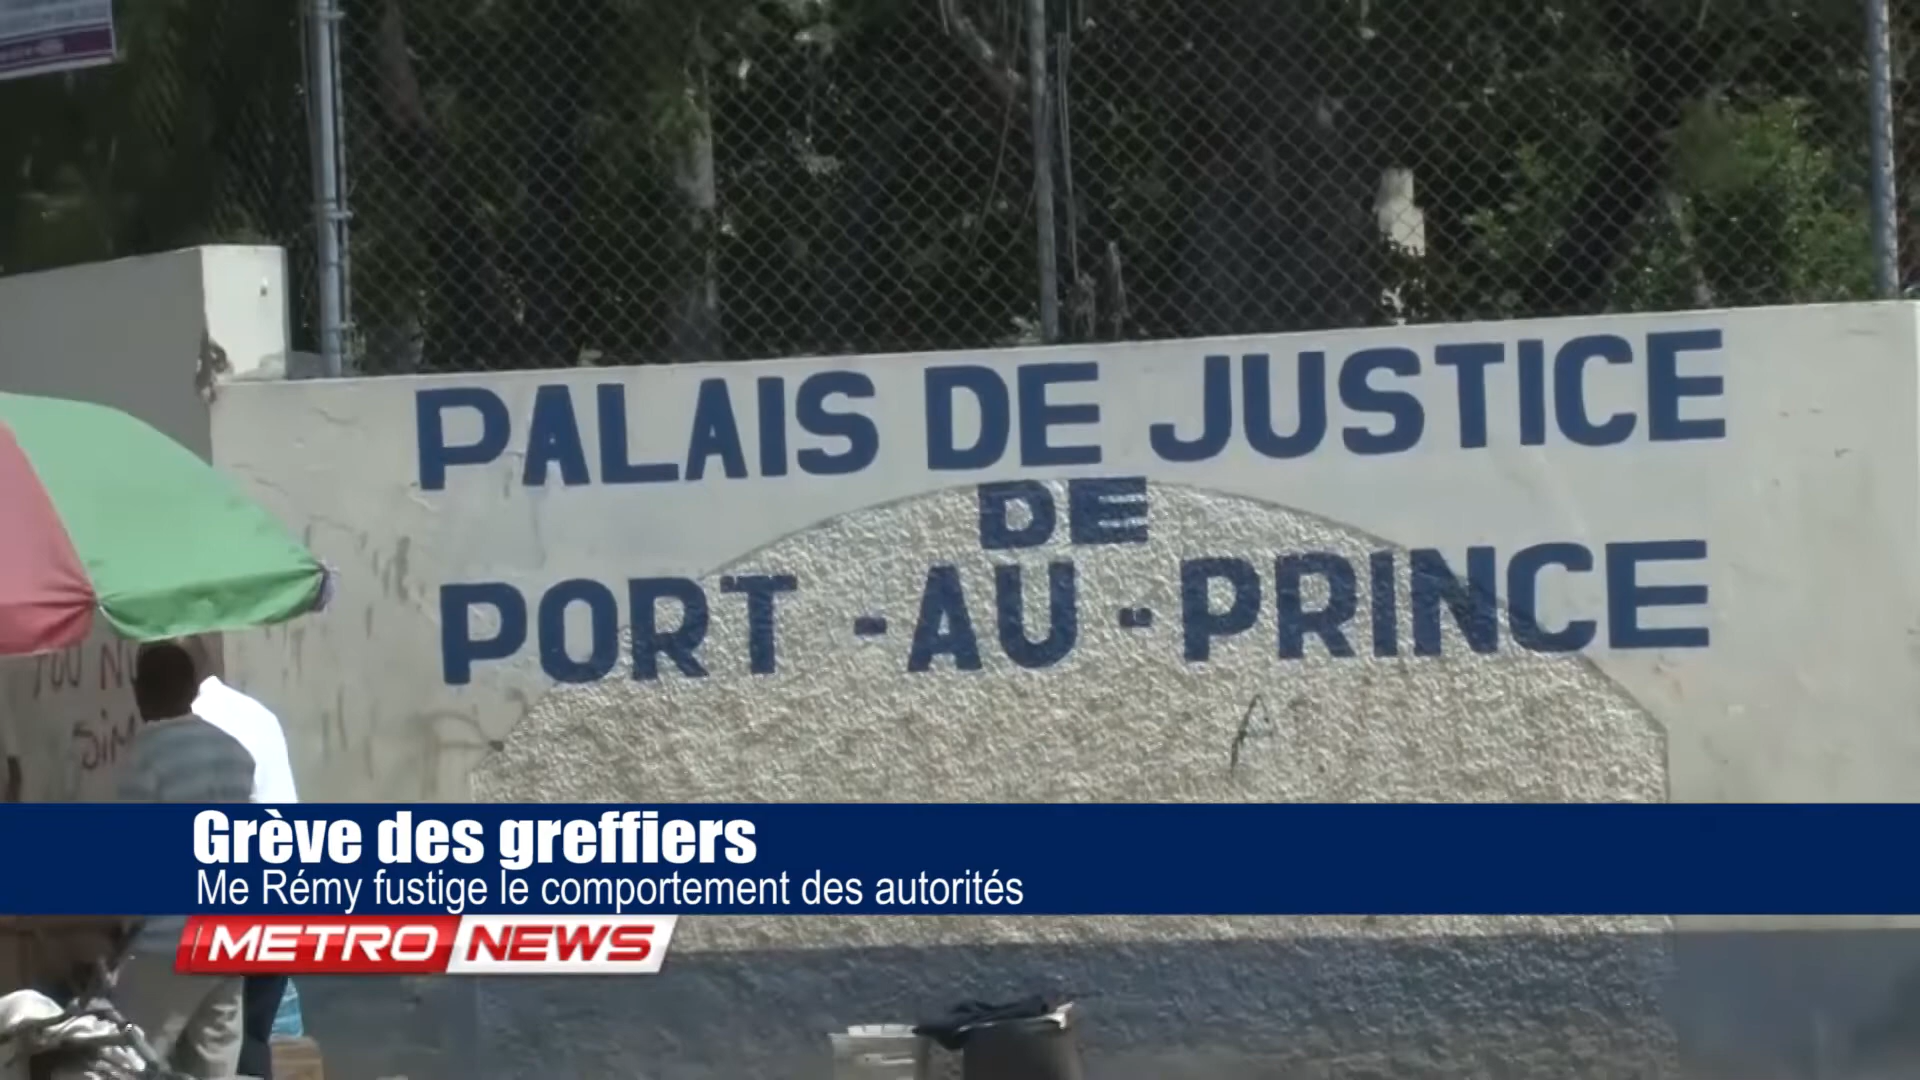 PALAIS DE JUSTICE
DE
PORT-AU-PRINCE
TOU
Grève des greffiers
Me Rémy fustige le comportement des autorités
METRO NEWS